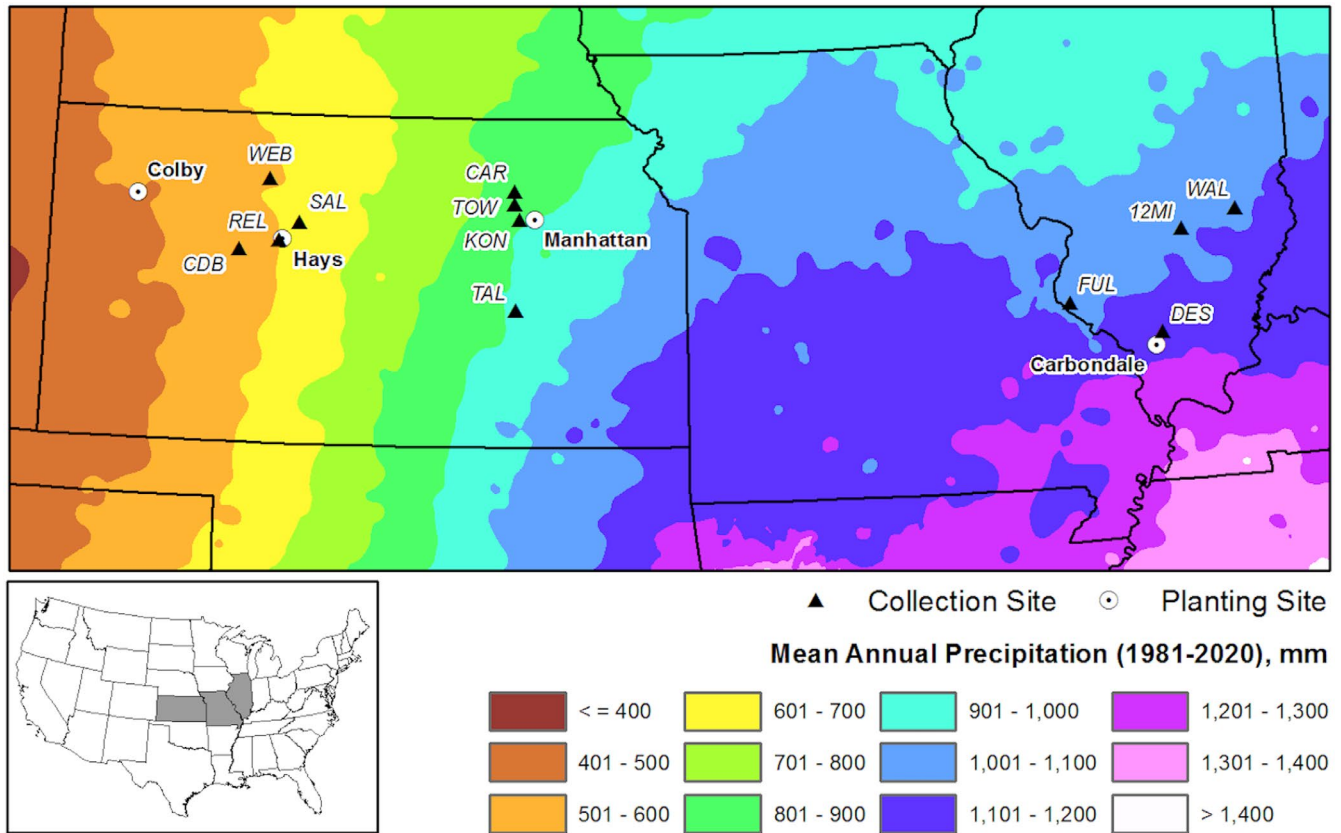 WEB
Colby
CAR
SAL
REL
TOW
WAL
12MI
KON
Manhattan
CDB
Hays
TAL
FUL
DES
Carbondale
Collection Site
Planting Site
Mean Annual Precipitation (1981-2020), mm
< = 400
601 - 700
901 - 1,000
1,201 - 1,300
401 - 500
701 - 800
1,001 - 1,100
1,301 - 1,400
501 - 600
801 - 900
1,101 - 1,200
> 1,400